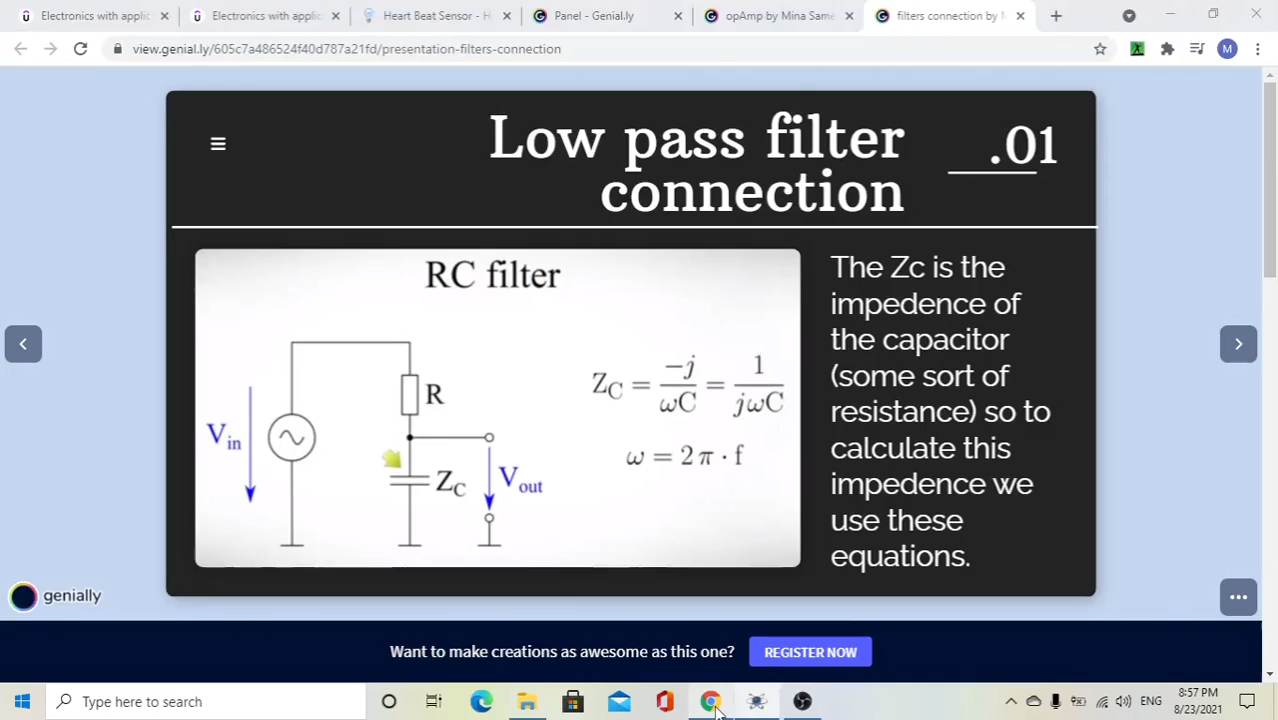 Electronics with applic
Electronics with applic
Heart Beat Sensor - H
Panel - Genial.ly
opAmp by Mina Same
filters connection by M
view.genial.ly/605c7a486524f40d787a21fd/presentation-filters-connection
M
Low pass filter
connection
.01
RC filter
R
Vin
ZC
Vout
ZC = -j/ωC = 1/jωC
ω = 2π · f
The Zc is the
impedence of
the capacitor
(some sort of
resistance) so to
calculate this
impedence we
use these
equations.
genially
Want to make creations as awesome as this one?
REGISTER NOW
Type here to search
ENG
8:57 PM
8/23/2021